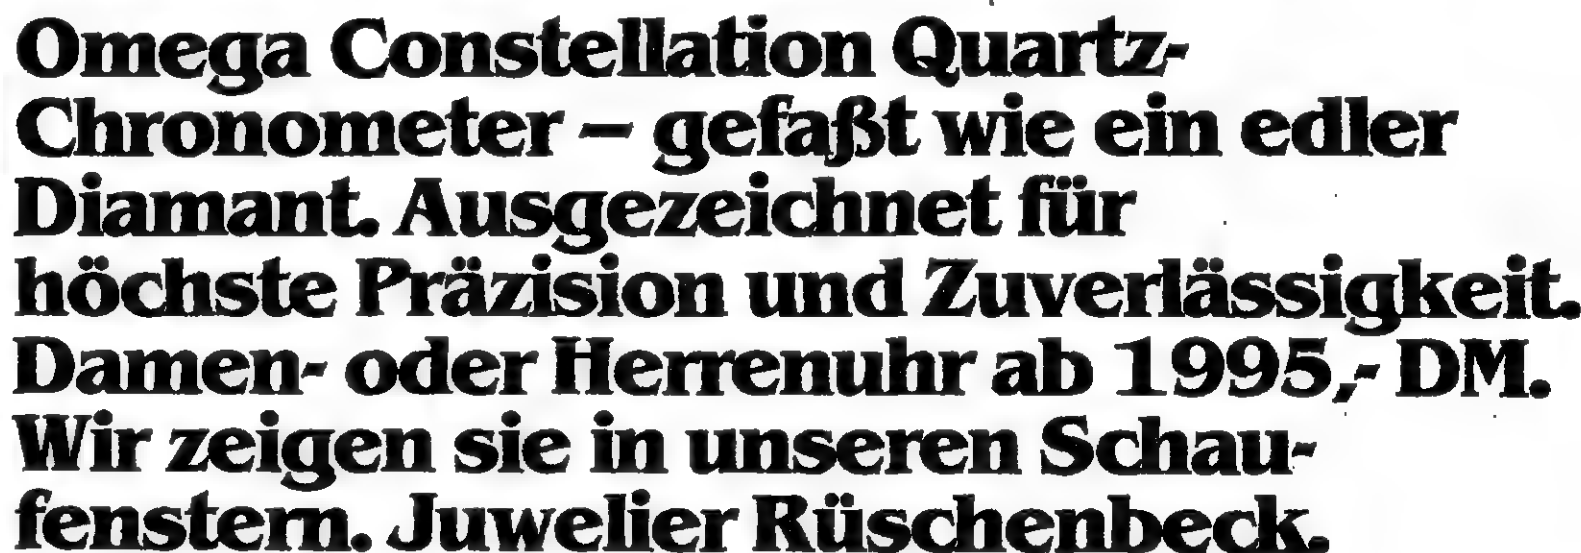 Omega Constellation Quartz-
Chronometer – gefaßt wie ein edler
Diamant. Ausgezeichnet für
höchste Präzision und Zuverlässigkeit.
Damen- oder Herrenuhr ab 1995,- DM.
Wir zeigen sie in unseren Schau-
fenstern. Juwelier Rüschenbeck.